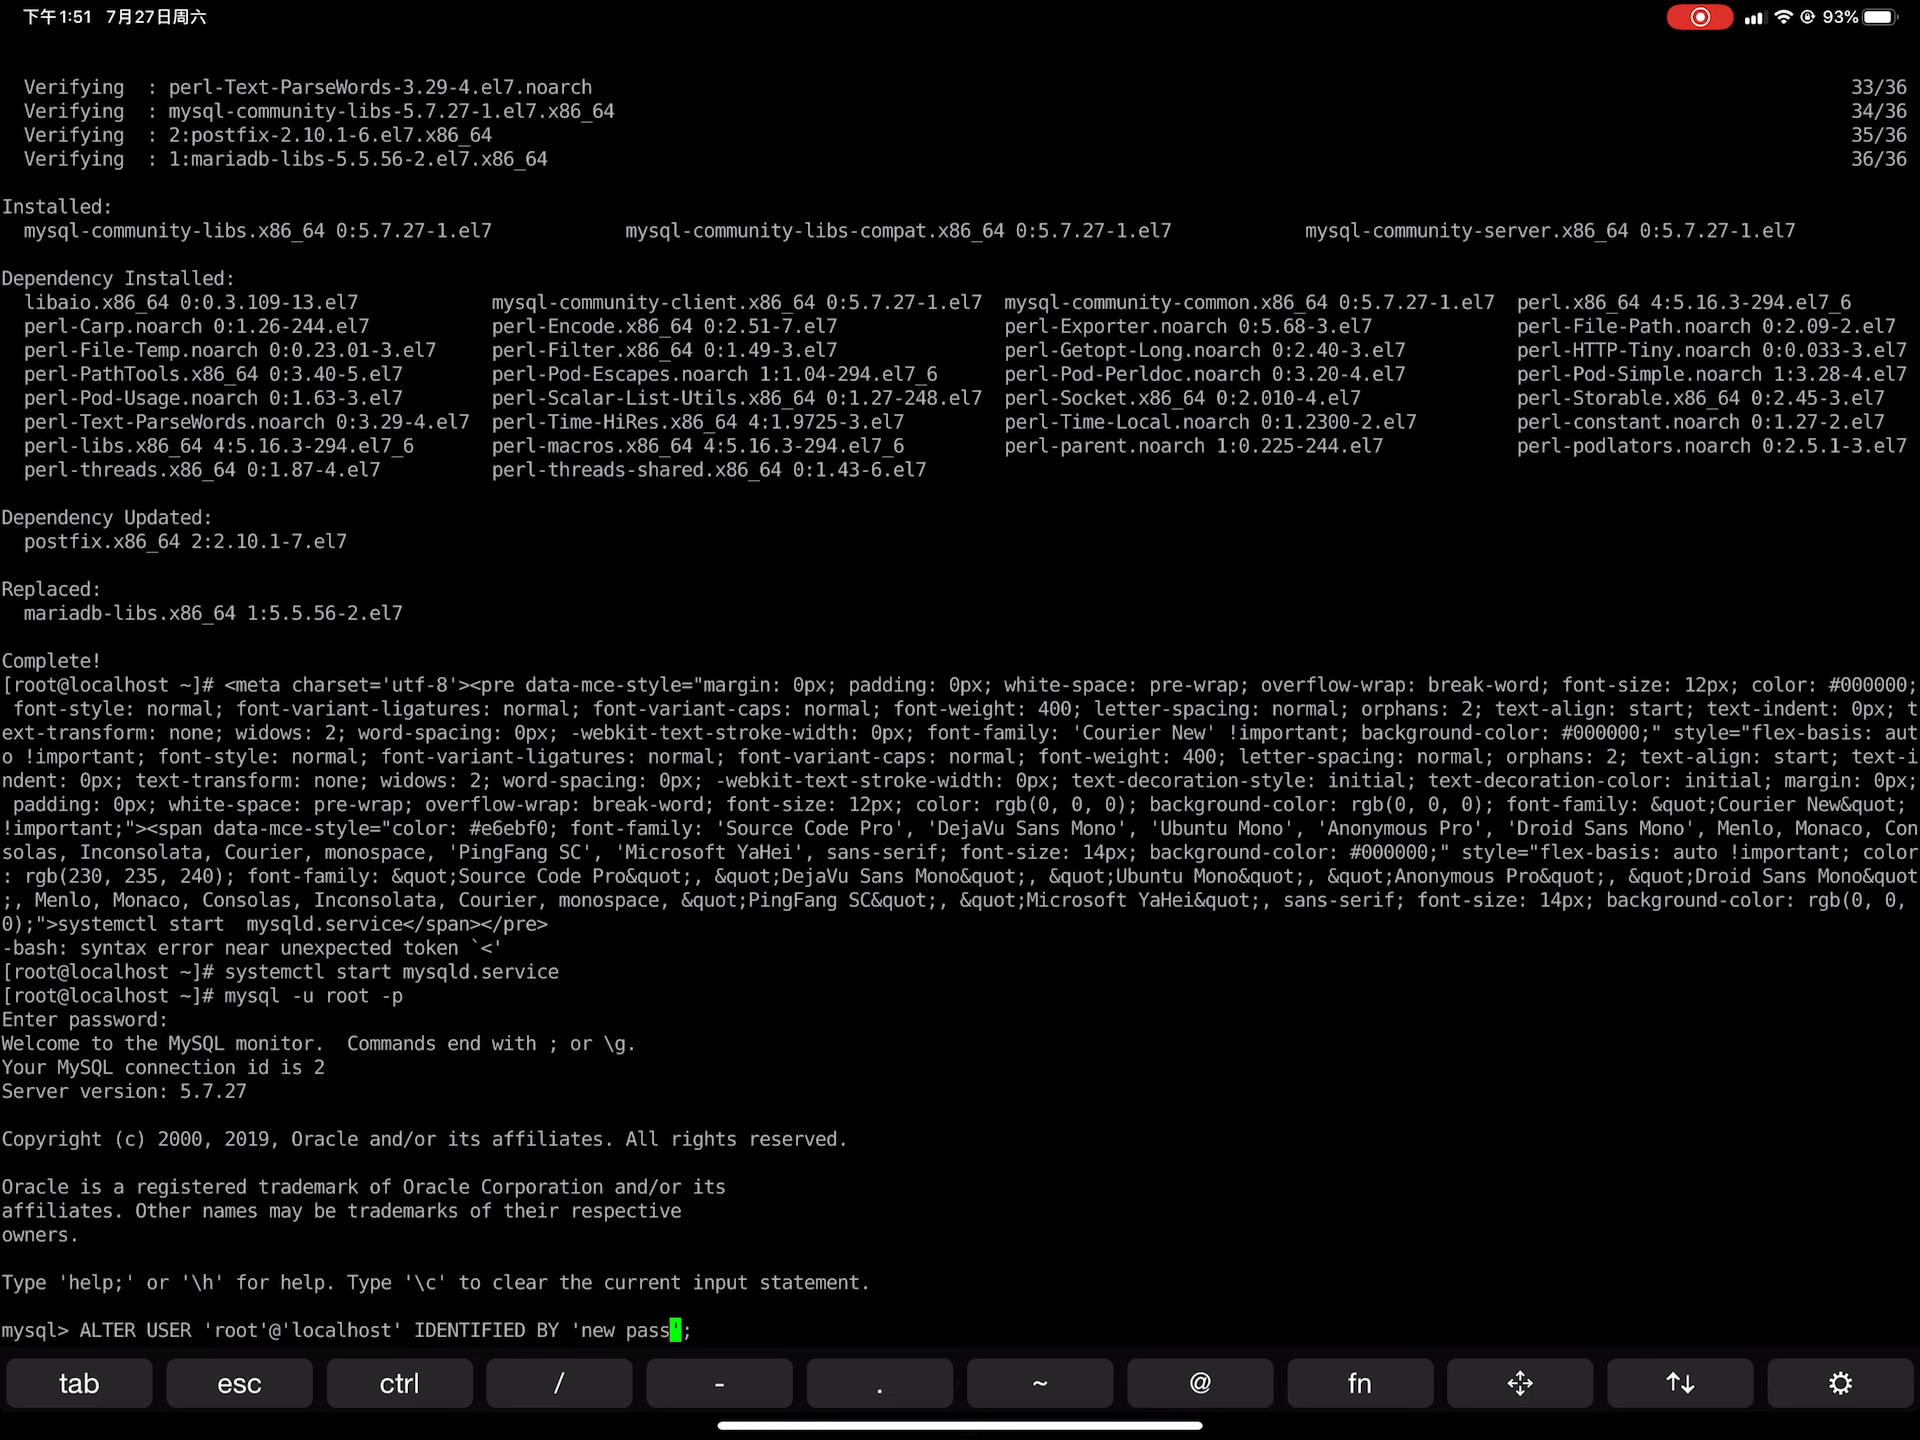 下午1:51 7月27日周六
93%
Verifying : perl-Text-ParseWords-3.29-4.el7.noarch 33/36
Verifying : mysql-community-libs-5.7.27-1.el7.x86_64 34/36
Verifying : 2:postfix-2.10.1-6.el7.x86_64 35/36
Verifying : 1:mariadb-libs-5.5.56-2.el7.x86_64 36/36
Installed:
mysql-community-libs.x86_64 0:5.7.27-1.el7 mysql-community-libs-compat.x86_64 0:5.7.27-1.el7 mysql-community-server.x86_64 0:5.7.27-1.el7
Dependency Installed:
libaio.x86_64 0:0.3.109-13.el7 mysql-community-client.x86_64 0:5.7.27-1.el7 mysql-community-common.x86_64 0:5.7.27-1.el7 perl.x86_64 4:5.16.3-294.el7_6
perl-Carp.noarch 0:1.26-244.el7 perl-Encode.x86_64 0:2.51-7.el7 perl-Exporter.noarch 0:5.68-3.el7 perl-File-Path.noarch 0:2.09-2.el7
perl-File-Temp.noarch 0:0.23.01-3.el7 perl-Filter.x86_64 0:1.49-3.el7 perl-Getopt-Long.noarch 0:2.40-3.el7 perl-HTTP-Tiny.noarch 0:0.033-3.el7
perl-PathTools.x86_64 0:3.40-5.el7 perl-Pod-Escapes.noarch 1:1.04-294.el7_6 perl-Pod-Perldoc.noarch 0:3.20-4.el7 perl-Pod-Simple.noarch 1:3.28-4.el7
perl-Pod-Usage.noarch 0:1.63-3.el7 perl-Scalar-List-Utils.x86_64 0:1.27-248.el7 perl-Socket.x86_64 0:2.010-4.el7 perl-Storable.x86_64 0:2.45-3.el7
perl-Text-ParseWords.noarch 0:3.29-4.el7 perl-Time-HiRes.x86_64 4:1.9725-3.el7 perl-Time-Local.noarch 0:1.2300-2.el7 perl-constant.noarch 0:1.27-2.el7
perl-libs.x86_64 4:5.16.3-294.el7_6 perl-macros.x86_64 4:5.16.3-294.el7_6 perl-parent.noarch 1:0.225-244.el7 perl-podlators.noarch 0:2.5.1-3.el7
perl-threads.x86_64 0:1.87-4.el7 perl-threads-shared.x86_64 0:1.43-6.el7
Dependency Updated:
postfix.x86_64 2:2.10.1-7.el7
Replaced:
mariadb-libs.x86_64 1:5.5.56-2.el7
Complete!
[root@localhost ~]# <meta charset='utf-8'><pre data-mce-style="margin: 0px; padding: 0px; white-space: pre-wrap; overflow-wrap: break-word; font-size: 12px; color: #000000;
font-style: normal; font-variant-ligatures: normal; font-variant-caps: normal; font-weight: 400; letter-spacing: normal; orphans: 2; text-align: start; text-indent: 0px; t
ext-transform: none; widows: 2; word-spacing: 0px; -webkit-text-stroke-width: 0px; font-family: 'Courier New' !important; background-color: #000000;" style="flex-basis: aut
o !important; font-style: normal; font-variant-ligatures: normal; font-variant-caps: normal; font-weight: 400; letter-spacing: normal; orphans: 2; text-align: start; text-i
ndent: 0px; text-transform: none; widows: 2; word-spacing: 0px; -webkit-text-stroke-width: 0px; text-decoration-style: initial; text-decoration-color: initial; margin: 0px;
padding: 0px; white-space: pre-wrap; overflow-wrap: break-word; font-size: 12px; color: rgb(0, 0, 0); background-color: rgb(0, 0, 0); font-family: &quot;Courier New&quot;
!important;"><span data-mce-style="color: #e6ebf0; font-family: 'Source Code Pro', 'DejaVu Sans Mono', 'Ubuntu Mono', 'Anonymous Pro', 'Droid Sans Mono', Menlo, Monaco, Con
solas, Inconsolata, Courier, monospace, 'PingFang SC', 'Microsoft YaHei', sans-serif; font-size: 14px; background-color: #000000;" style="flex-basis: auto !important; color
: rgb(230, 235, 240); font-family: &quot;Source Code Pro&quot;, &quot;DejaVu Sans Mono&quot;, &quot;Ubuntu Mono&quot;, &quot;Anonymous Pro&quot;, &quot;Droid Sans Mono&quot
;, Menlo, Monaco, Consolas, Inconsolata, Courier, monospace, &quot;PingFang SC&quot;, &quot;Microsoft YaHei&quot;, sans-serif; font-size: 14px; background-color: rgb(0, 0,
0);">systemctl start  mysqld.service</span></pre>
-bash: syntax error near unexpected token `<'
[root@localhost ~]# systemctl start mysqld.service
[root@localhost ~]# mysql -u root -p
Enter password:
Welcome to the MySQL monitor.  Commands end with ; or \g.
Your MySQL connection id is 2
Server version: 5.7.27
Copyright (c) 2000, 2019, Oracle and/or its affiliates. All rights reserved.
Oracle is a registered trademark of Oracle Corporation and/or its
affiliates. Other names may be trademarks of their respective
owners.
Type 'help;' or '\h' for help. Type '\c' to clear the current input statement.
mysql> ALTER USER 'root'@'localhost' IDENTIFIED BY 'new pass';
tab esc ctrl / - . ~ @ fn